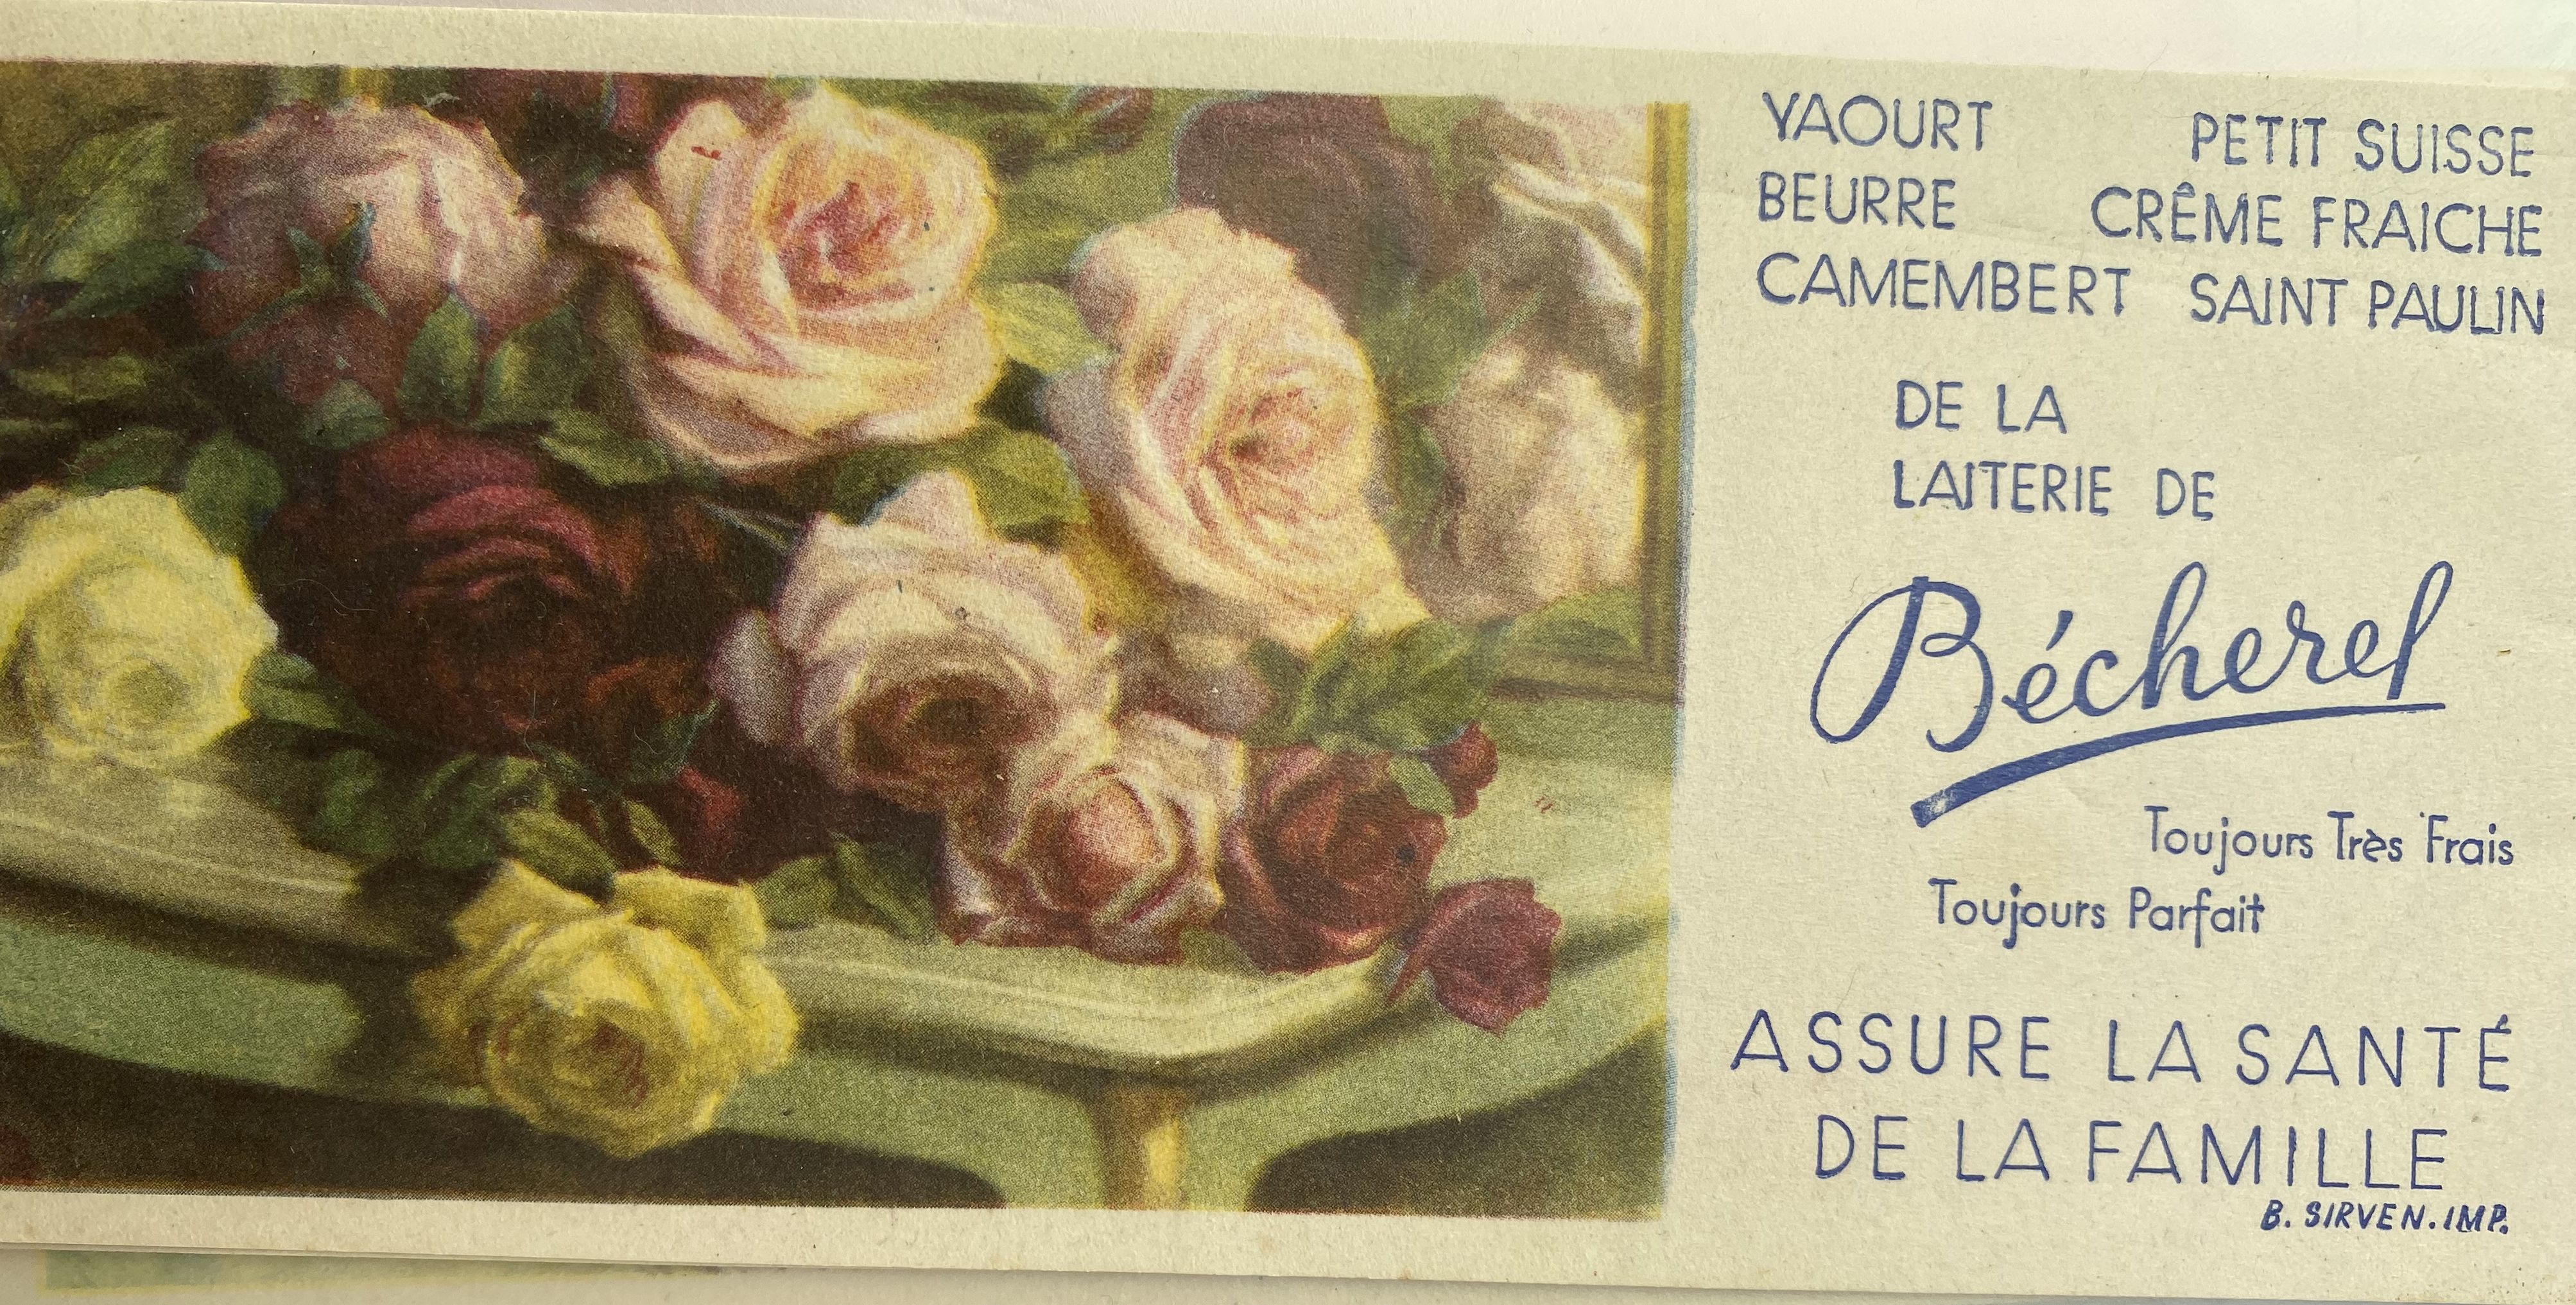 YAOURT PETIT SUISSE
BEURRE CRÊME FRAICHE
CAMEMBERT SAINT PAULIN
DE LA
LAITERIE DE
Bécherel
Toujours Très Frais
Toujours Parfait
ASSURE LA SANTÉ
DE LA FAMILLE
B. SIRVEN. IMP.